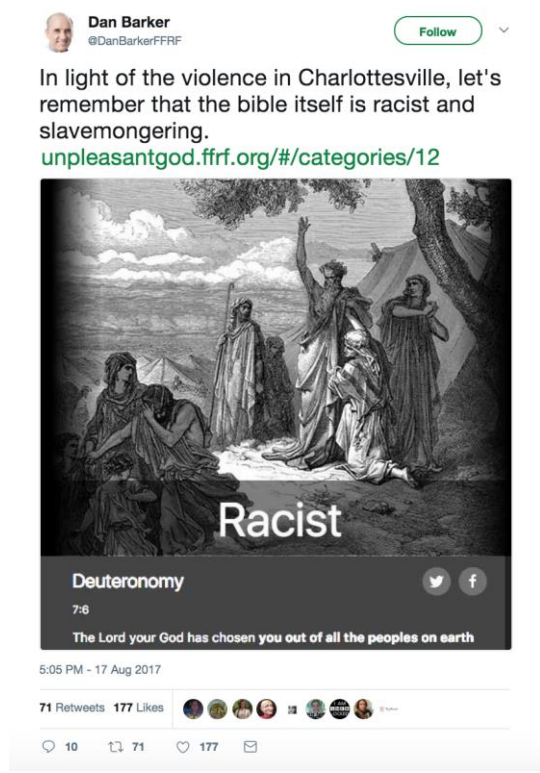 Dan Barker
@DanBarkerFFRF
Follow
In light of the violence in Charlottesville, let's
remember that the bible itself is racist and
slavemongering.
unpleasantgod.ffrf.org/#/categories/12
Racist
Deuteronomy
7:6
The Lord your God has chosen you out of all the peoples on earth
5:05 PM - 17 Aug 2017
71 Retweets 177 Likes
10 71 177